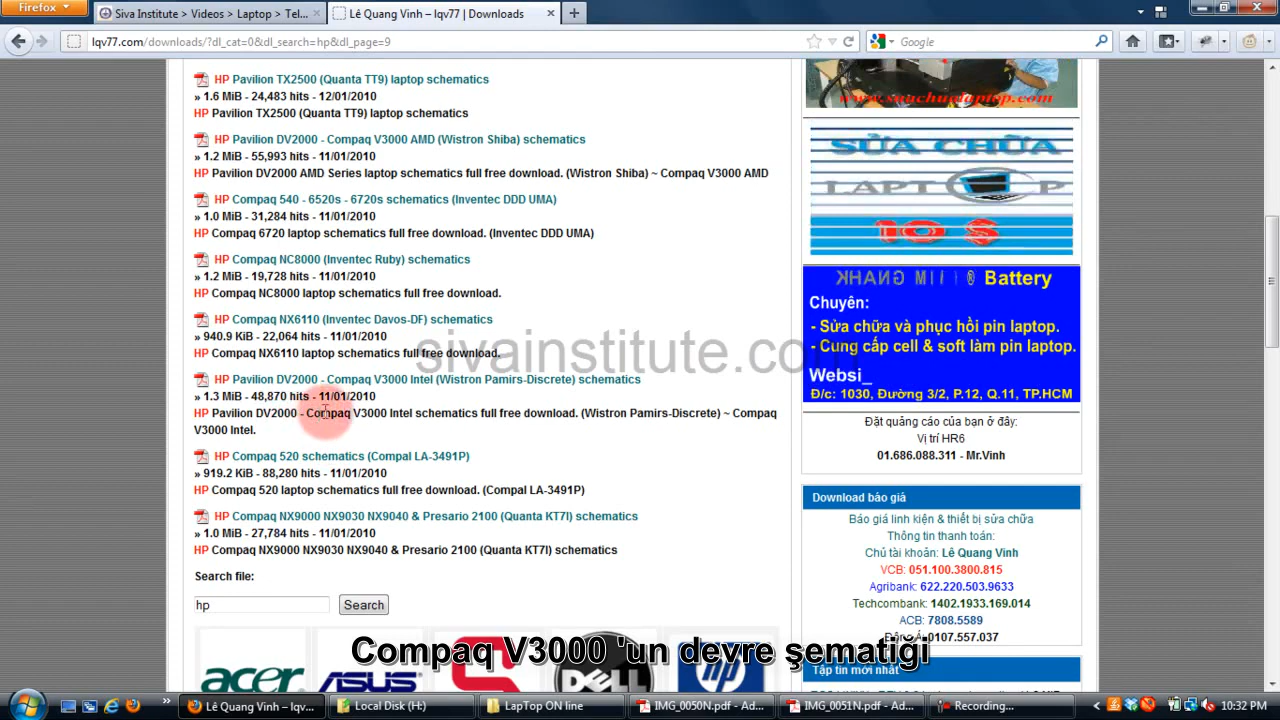 Firefox
Siva Institute > Videos > Laptop > Tel...
Lê Quang Vinh – lqv77 | Downloads
lqv77.com/downloads/?dl_cat=0&dl_search=hp&dl_page=9
Google
HP Pavilion TX2500 (Quanta TT9) laptop schematics
» 1.6 MiB - 24,483 hits - 12/01/2010
HP Pavilion TX2500 (Quanta TT9) laptop schematics
HP Pavilion DV2000 - Compaq V3000 AMD (Wistron Shiba) schematics
» 1.2 MiB - 55,993 hits - 11/01/2010
HP Pavilion DV2000 AMD Series laptop schematics full free download. (Wistron Shiba) ~ Compaq V3000 AMD
HP Compaq 540 - 6520s - 6720s schematics (Inventec DDD UMA)
» 1.0 MiB - 31,284 hits - 11/01/2010
HP Compaq 6720 laptop schematics full free download. (Inventec DDD UMA)
HP Compaq NC8000 (Inventec Ruby) schematics
» 1.2 MiB - 19,728 hits - 11/01/2010
HP Compaq NC8000 laptop schematics full free download.
HP Compaq NX6110 (Inventec Davos-DF) schematics
» 940.9 KiB - 22,064 hits - 11/01/2010
HP Compaq NX6110 laptop schematics full free download.
HP Pavilion DV2000 - Compaq V3000 Intel (Wistron Pamirs-Discrete) schematics
» 1.3 MiB - 48,870 hits - 11/01/2010
HP Pavilion DV2000 - Compaq V3000 Intel schematics full free download. (Wistron Pamirs-Discrete) ~ Compaq
V3000 Intel.
HP Compaq 520 schematics (Compal LA-3491P)
» 919.2 KiB - 88,280 hits - 11/01/2010
HP Compaq 520 laptop schematics full free download. (Compal LA-3491P)
HP Compaq NX9000 NX9030 NX9040 & Presario 2100 (Quanta KT7I) schematics
» 1.0 MiB - 27,784 hits - 11/01/2010
HP Compaq NX9000 NX9030 NX9040 & Presario 2100 (Quanta KT7I) schematics
Search file:
hp
Search
acer
ASUS
DELL
hp
www.suachualaptop.com
SỬA CHỮA
LAPTOP
10 S
Battery
Chuyên:
- Sửa chữa và phục hồi pin laptop.
- Cung cấp cell & soft làm pin laptop.
Websi_
Đ/c: 1030, Đường 3/2, P.12, Q.11, TP.HCM
Đặt quảng cáo của bạn ở đây:
Vị trí HR6
01.686.088.311 - Mr.Vinh
Download báo giá
Báo giá linh kiện & thiết bị sửa chữa
Thông tin thanh toán:
Chủ tài khoản: Lê Quang Vinh
VCB: 051.100.3800.815
Agribank: 622.220.503.9633
Techcombank: 1402.1933.169.014
ACB: 7808.5589
Đông Á: 0107.557.037
Tập tin mới nhất
sivainstitute.com
Compaq V3000 'un devre şematiği
Lê Quang Vinh – lqv...
Local Disk (H:)
LapTop ON line
IMG_0050N.pdf - Ad...
IMG_0051N.pdf - Ad...
Recording...
10:32 PM